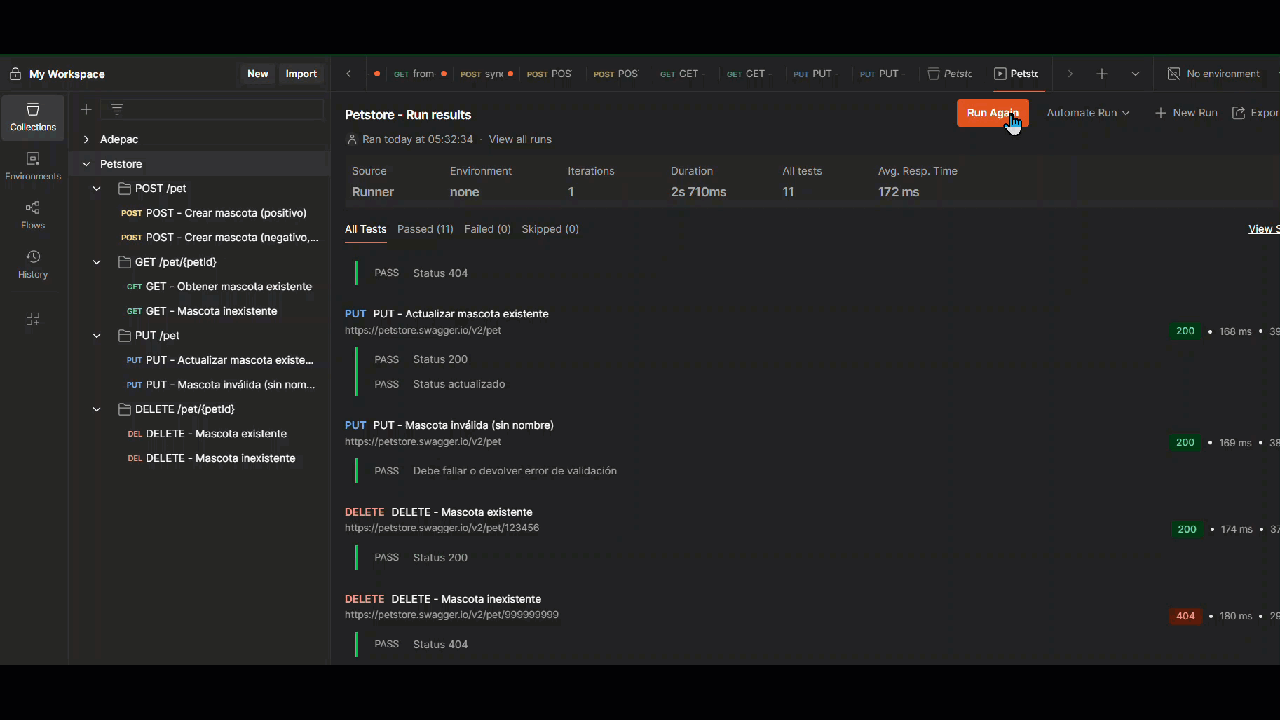 My Workspace
New
Import
GET from
POST syn
POST POS
POST POS
GET GET
GET GET
PUT PUT
PUT PUT
Petstc
Petstc
No environment
Collections
Environments
Flows
History
Adepac
Petstore
POST /pet
POST POST - Crear mascota (positivo)
POST POST - Crear mascota (negativo,...
GET /pet/{petId}
GET GET - Obtener mascota existente
GET GET - Mascota inexistente
PUT /pet
PUT PUT - Actualizar mascota existe...
PUT PUT - Mascota inválida (sin nom...
DELETE /pet/{petId}
DEL DELETE - Mascota existente
DEL DELETE - Mascota inexistente
Petstore - Run results
Run Again
Automate Run
New Run
Expor
Ran today at 05:32:34 · View all runs
Source
Environment
Iterations
Duration
All tests
Avg. Resp. Time
Runner
none
1
2s 710ms
11
172 ms
All Tests
Passed (11)
Failed (0)
Skipped (0)
View S
PASS Status 404
PUT PUT - Actualizar mascota existente
https://petstore.swagger.io/v2/pet
200 • 168 ms • 39
PASS Status 200
PASS Status actualizado
PUT PUT - Mascota inválida (sin nombre)
https://petstore.swagger.io/v2/pet
200 • 169 ms • 38
PASS Debe fallar o devolver error de validación
DELETE DELETE - Mascota existente
https://petstore.swagger.io/v2/pet/123456
200 • 174 ms • 37
PASS Status 200
DELETE DELETE - Mascota inexistente
https://petstore.swagger.io/v2/pet/999999999
404 • 180 ms • 29
PASS Status 404